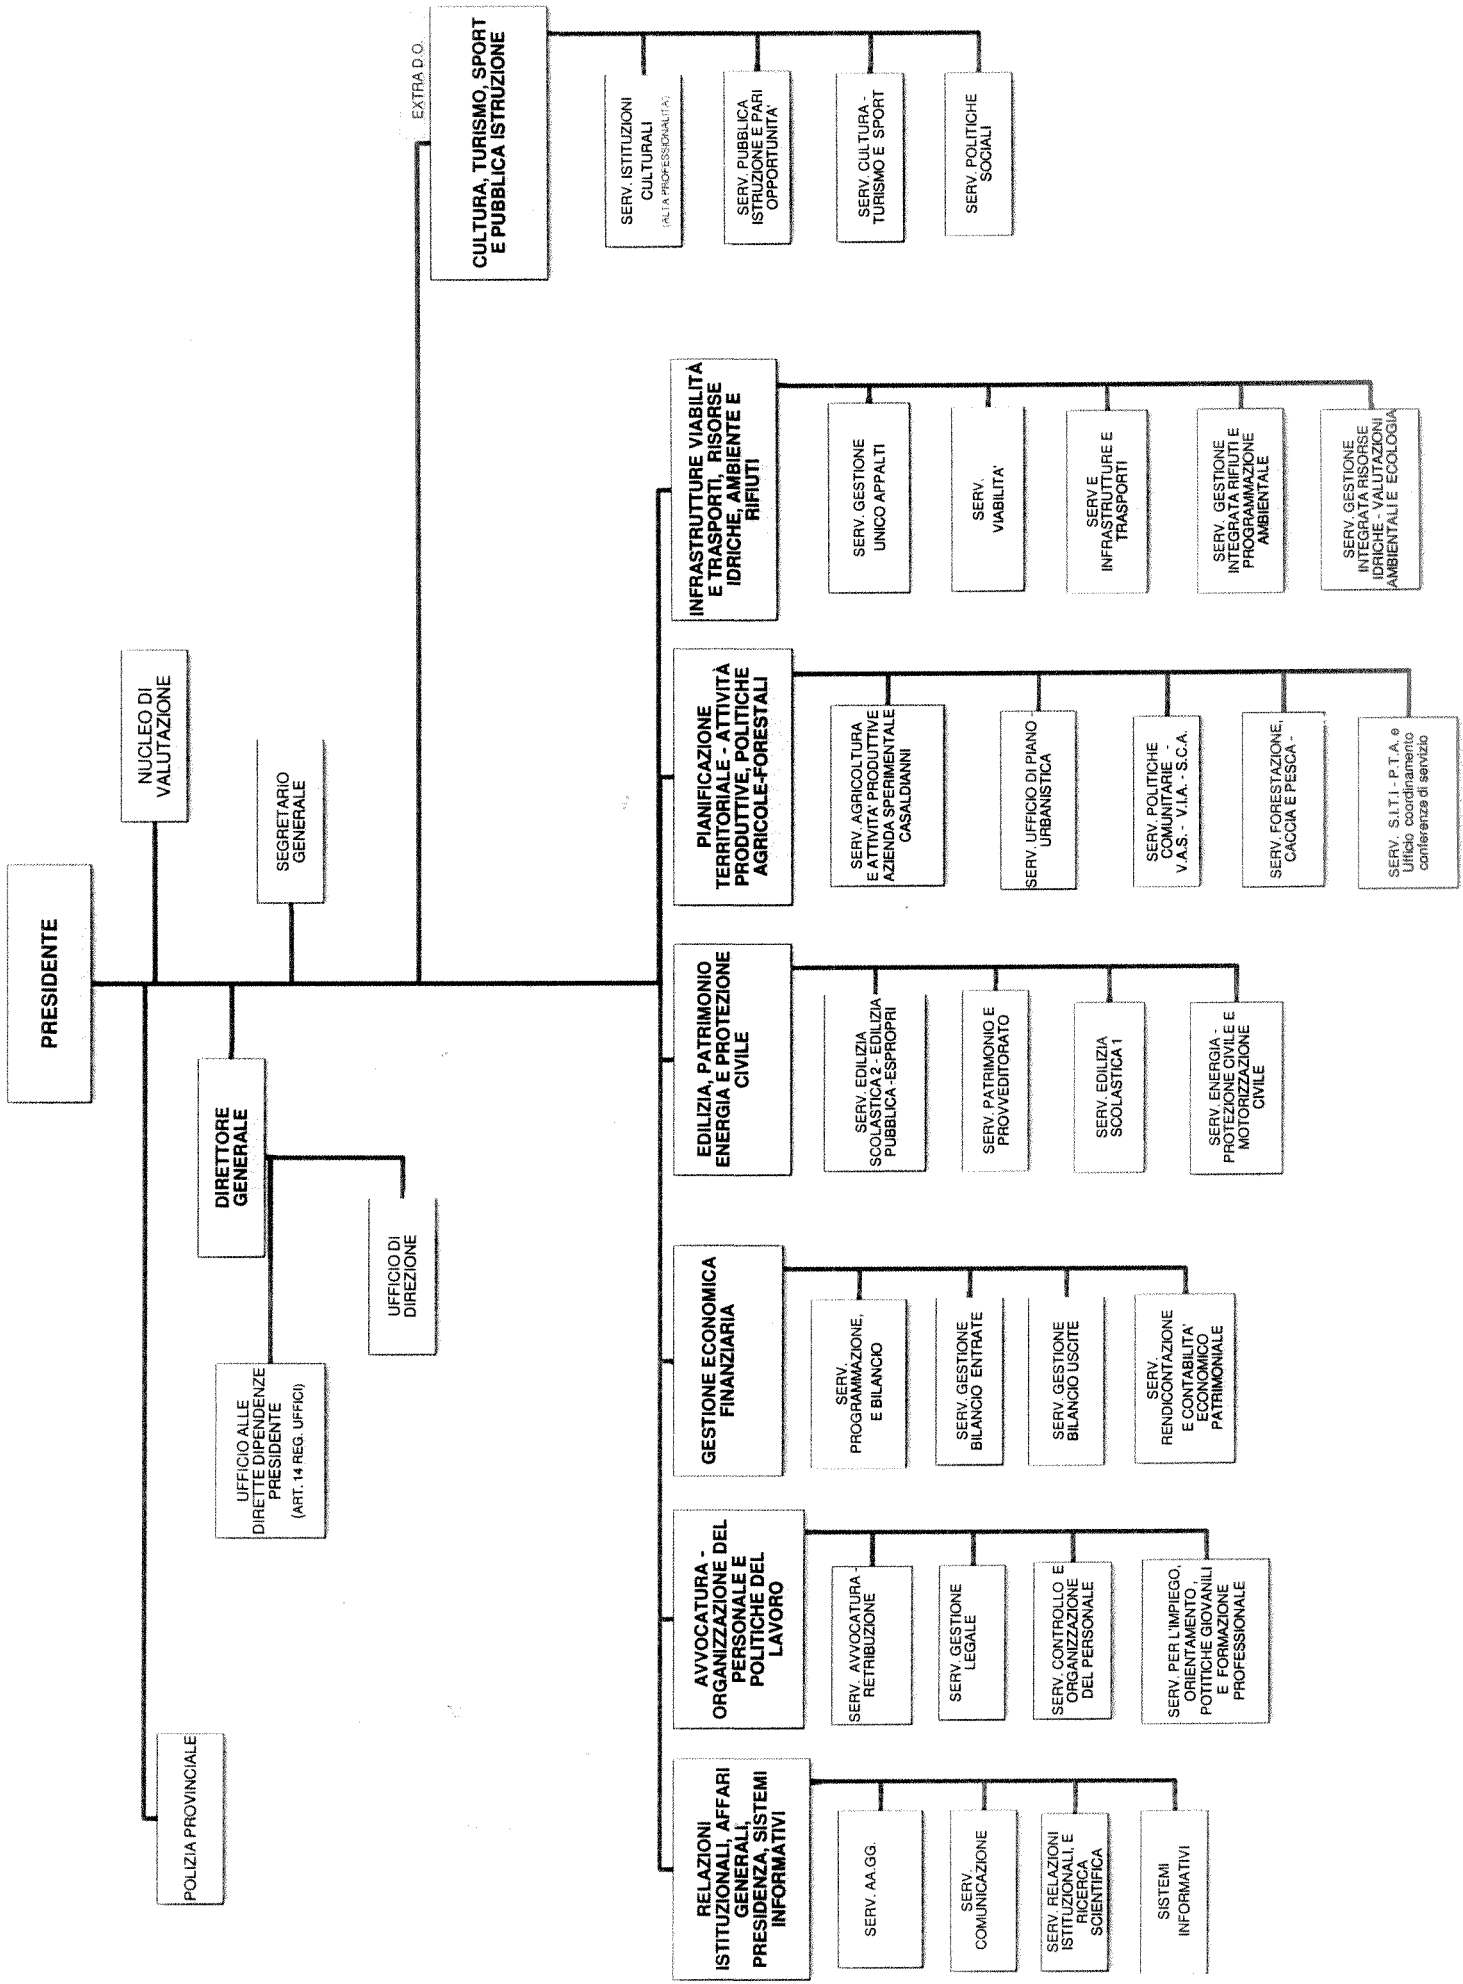 PRESIDENTE
POLIZIA PROVINCIALE
NUCLEO DI
VALUTAZIONE
DIRETTORE
GENERALE
SEGRETARIO
GENERALE
UFFICIO ALLE
DIRETTE DIPENDENZE
PRESIDENTE
(ART. 14 REG. UFFICI)
UFFICIO DI
DIREZIONE
EXTRA D.O.
CULTURA, TURISMO, SPORT
E PUBBLICA ISTRUZIONE
SERV. ISTITUZIONI
CULTURALI
(ALTA PROFESSIONALITA')
SERV. PUBBLICA
ISTRUZIONE E PARI
OPPORTUNITA'
SERV. CULTURA -
TURISMO E SPORT
SERV. POLITICHE
SOCIALI
RELAZIONI
ISTITUZIONALI, AFFARI
GENERALI,
PRESIDENZA, SISTEMI
INFORMATIVI
SERV. AA.GG.
SERV.
COMUNICAZIONE
SERV. RELAZIONI
ISTITUZIONALI, E
RICERCA
SCIENTIFICA
SISTEMI
INFORMATIVI
AVVOCATURA -
ORGANIZZAZIONE DEL
PERSONALE E
POLITICHE DEL
LAVORO
SERV. AVVOCATURA -
RETRIBUZIONE
SERV. GESTIONE
LEGALE
SERV. CONTROLLO E
ORGANIZZAZIONE
DEL PERSONALE
SERV. PER L'IMPIEGO,
ORIENTAMENTO ,
POTITICHE GIOVANILI
E FORMAZIONE
PROFESSIONALE
GESTIONE ECONOMICA
FINANZIARIA
SERV.
PROGRAMMAZIONE,
E BILANCIO
SERV. GESTIONE
BILANCIO ENTRATE
SERV. GESTIONE
BILANCIO USCITE
SERV.
RENDICONTAZIONE
E CONTABILITA'
ECONOMICO
PATRIMONIALE
EDILIZIA, PATRIMONIO
ENERGIA E PROTEZIONE
CIVILE
SERV. EDILIZIA
SCOLASTICA 2 - EDILIZIA
PUBBLICA -ESPROPRI
SERV. PATRIMONIO E
PROVVEDITORATO
SERV. EDILIZIA
SCOLASTICA 1
SERV. ENERGIA -
PROTEZIONE CIVILE E
MOTORIZZAZIONE
CIVILE
PIANIFICAZIONE
TERRITORIALE - ATTIVITÀ
PRODUTTIVE, POLITICHE
AGRICOLE-FORESTALI
SERV. AGRICOLTURA
E ATTIVITA' PRODUTTIVE
AZIENDA SPERIMENTALE
CASALDIANNI
SERV. UFFICIO DI PIANO -
URBANISTICA
SERV. POLITICHE
COMUNITARIE -
V.A.S. - V.I.A. - S.C.A.
SERV. FORESTAZIONE,
CACCIA E PESCA -
SERV. S.I.T.I - P.T.A. e
Ufficio coordinamento
conferenze di servizio
INFRASTRUTTURE VIABILITÀ
E TRASPORTI, RISORSE
IDRICHE, AMBIENTE E
RIFIUTI
SERV. GESTIONE
UNICO APPALTI
SERV.
VIABILITA'
SERV E
INFRASTRUTTURE E
TRASPORTI
SERV. GESTIONE
INTEGRATA RIFIUTI E
PROGRAMMAZIONE
AMBIENTALE
SERV. GESTIONE
INTEGRATA RISORSE
IDRICHE - VALUTAZIONI
AMBIENTALI E ECOLOGIA